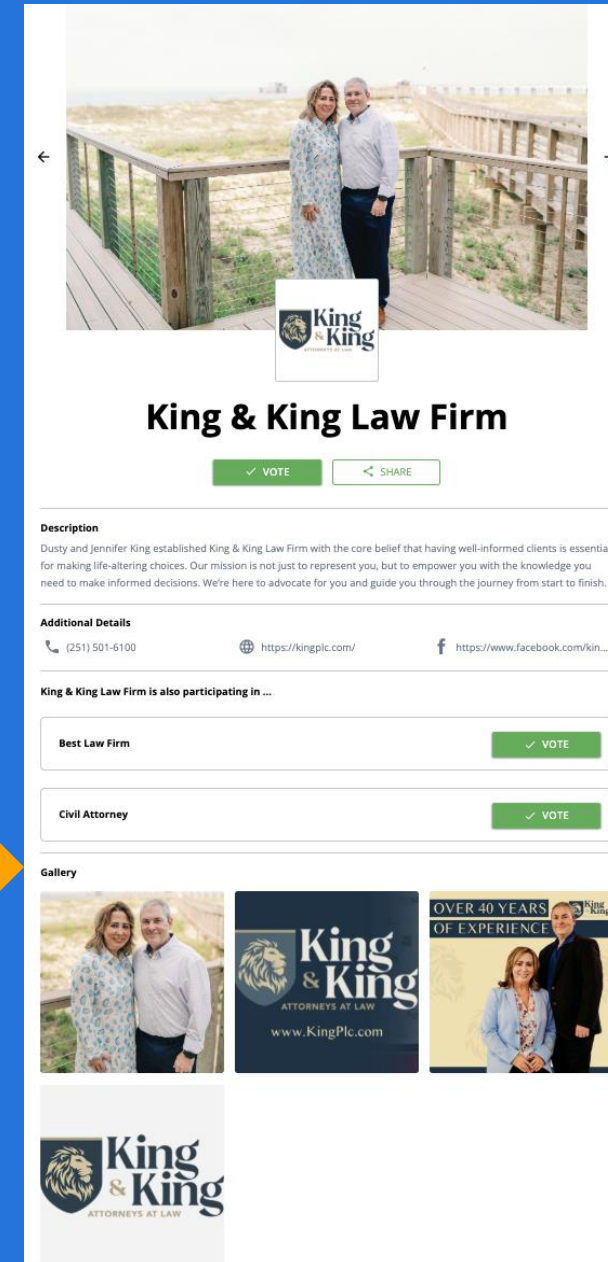 King
& King
ATTORNEYS AT LAW
King & King Law Firm
VOTE
SHARE
Description
Dusty and Jennifer King established King & King Law Firm with the core belief that having well-informed clients is essential
for making life-altering choices. Our mission is not just to represent you, but to empower you with the knowledge you
need to make informed decisions. We're here to advocate for you and guide you through the journey from start to finish.
Additional Details
(251) 501-6100
https://kingplc.com/
https://www.facebook.com/kin...
King & King Law Firm is also participating in ...
Best Law Firm
VOTE
Civil Attorney
VOTE
Gallery
King
& King
ATTORNEYS AT LAW
www.KingPlc.com
OVER 40 YEARS
OF EXPERIENCE
King
& King
King
& King
ATTORNEYS AT LAW